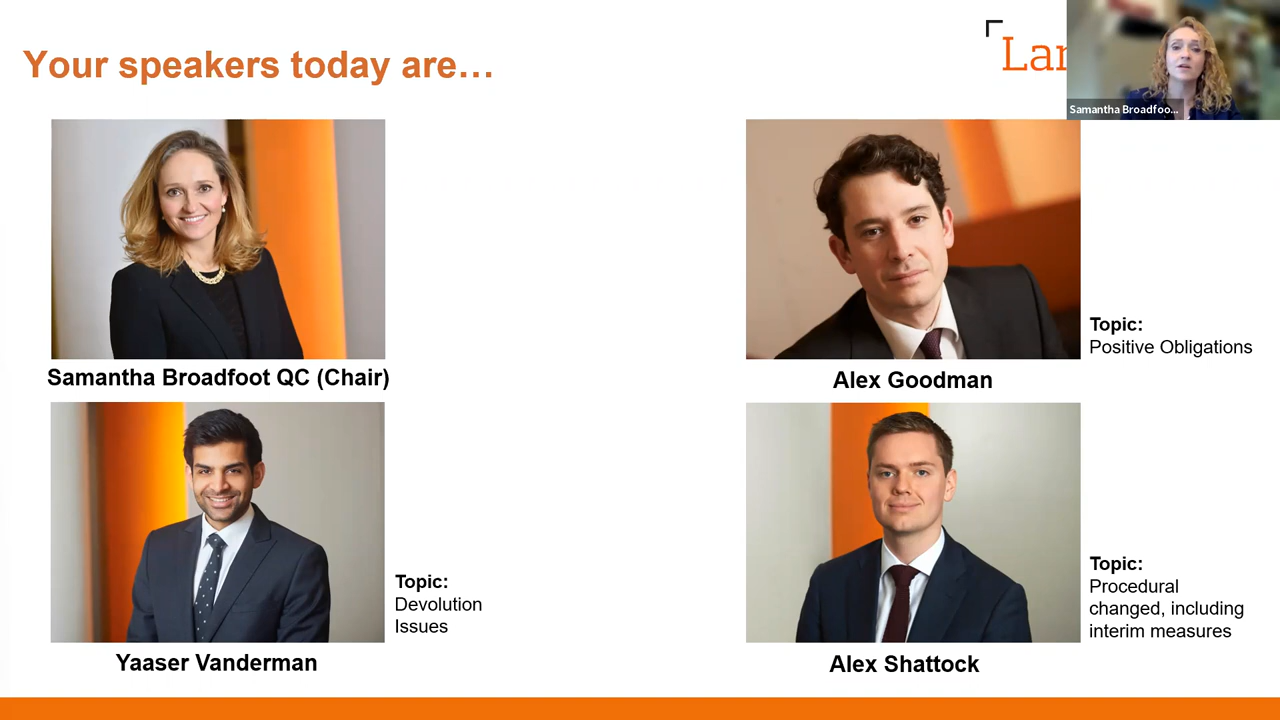 Your speakers today are…
Lan
Samantha Broadfoo...
Samantha Broadfoot QC (Chair)
Topic:
Positive Obligations
Alex Goodman
Topic:
Devolution
Issues
Yaaser Vanderman
Topic:
Procedural
changed, including
interim measures
Alex Shattock